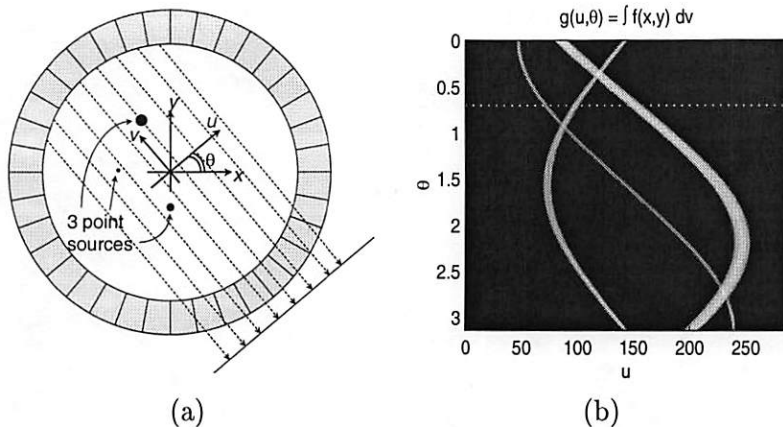 y
u
v
θ
x
3 point
sources
(a)
g(u,θ) = ∫ f(x,y) dv
0
0.5
1
1.5
2
2.5
3
θ
0 50 100 150 200 250
u
(b)